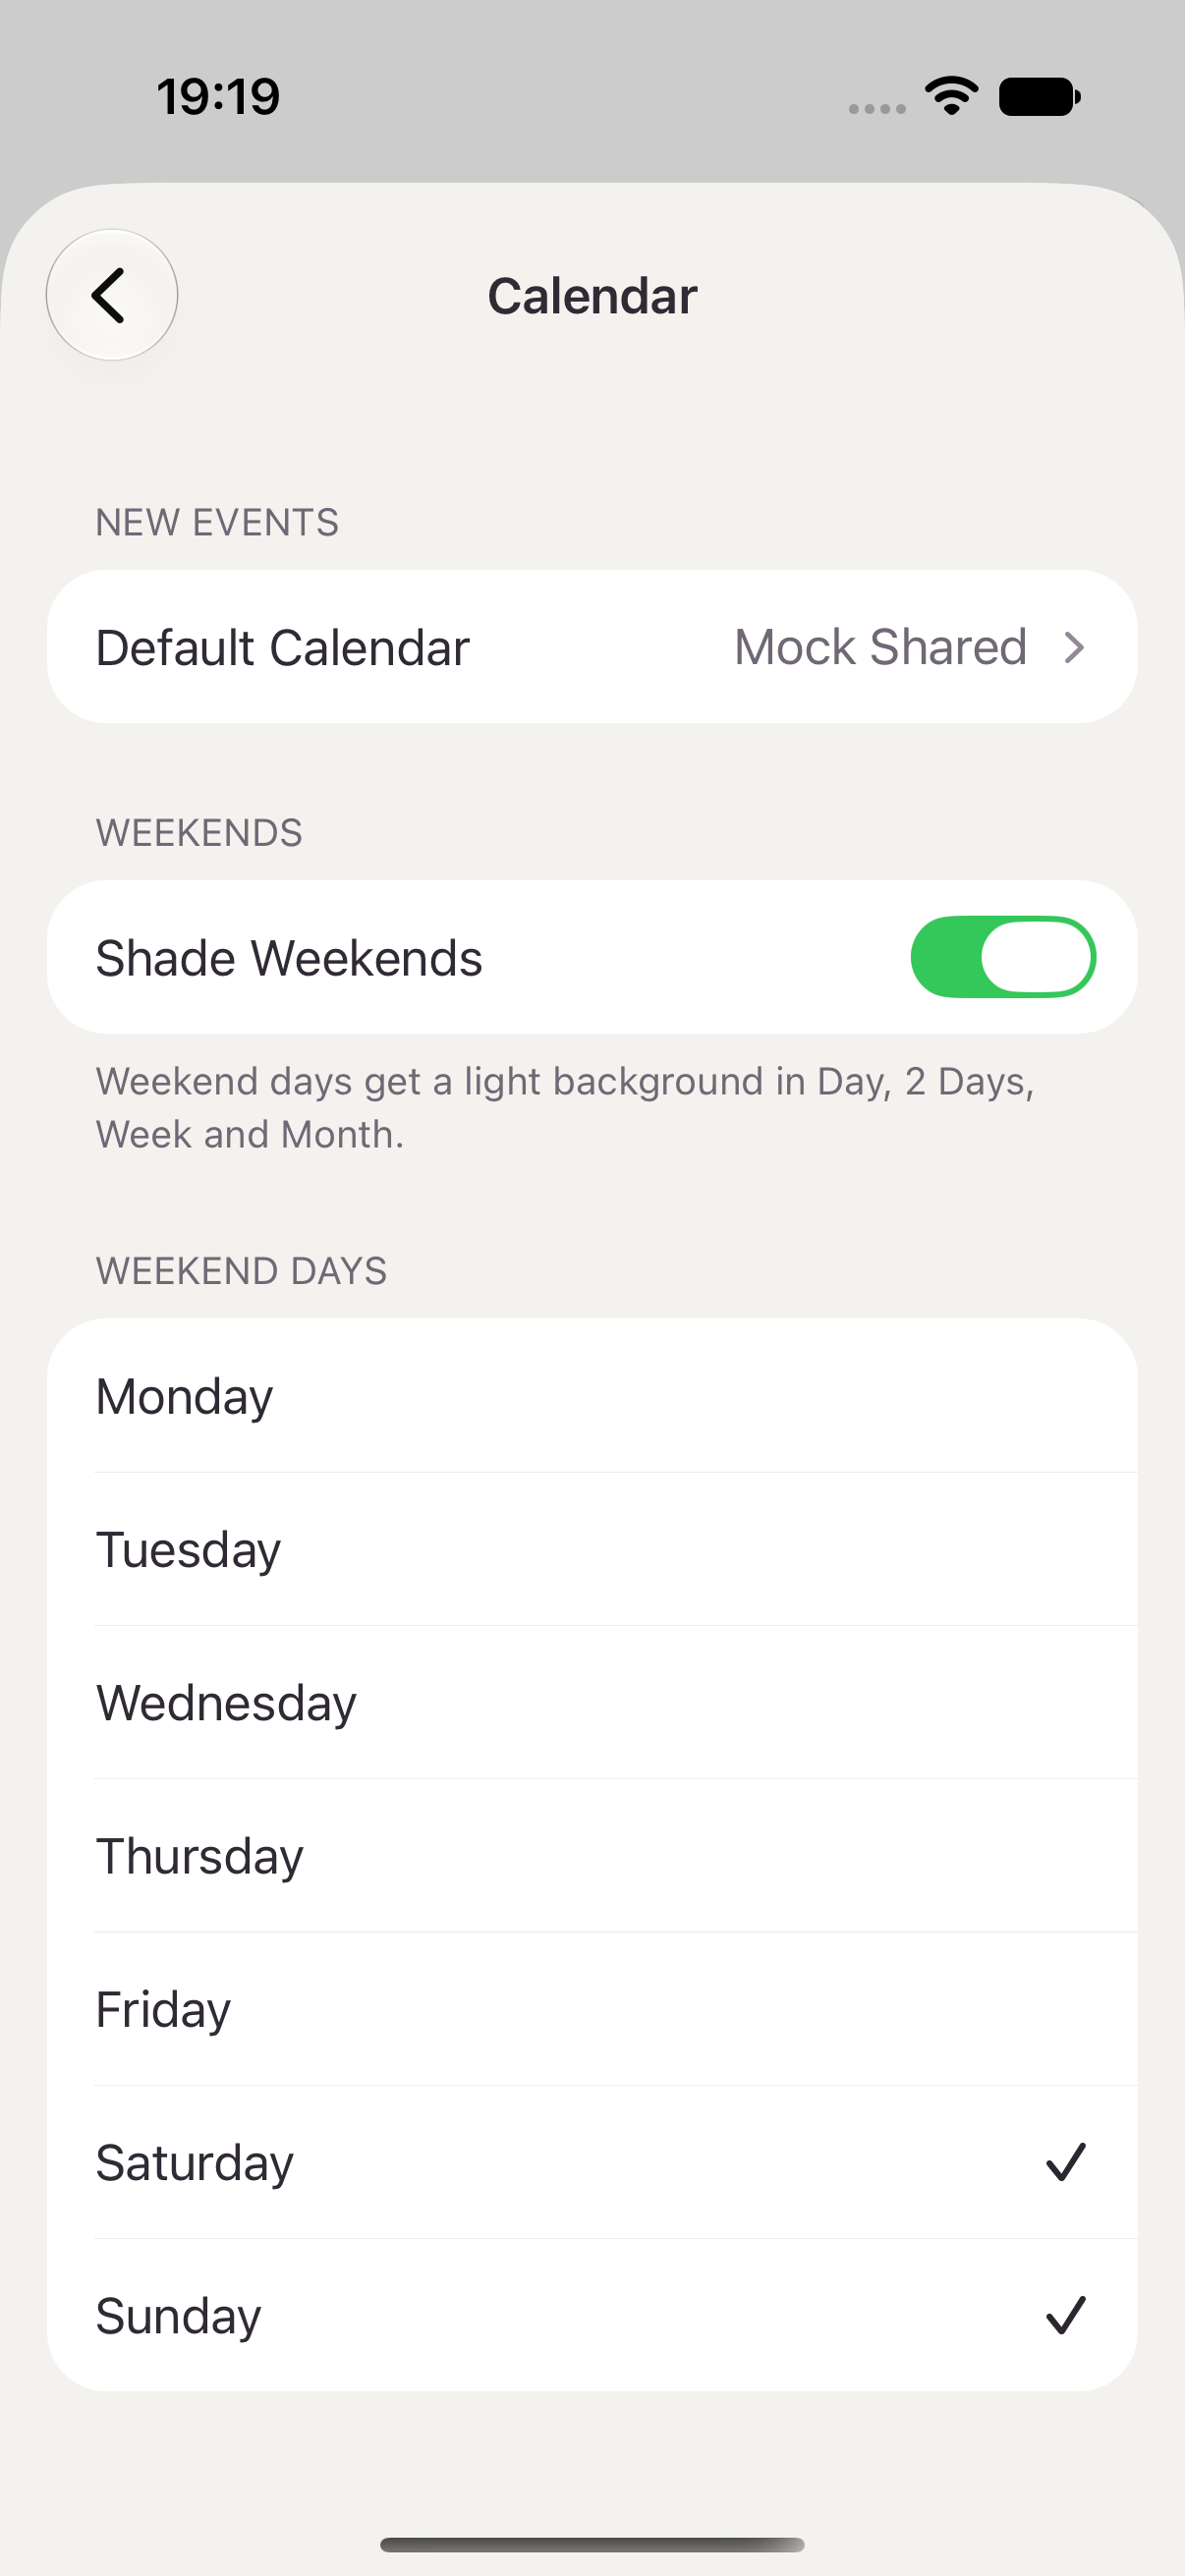 19:19
Calendar
NEW EVENTS
Default Calendar Mock Shared
WEEKENDS
Shade Weekends
Weekend days get a light background in Day, 2 Days,
Week and Month.
WEEKEND DAYS
Monday
Tuesday
Wednesday
Thursday
Friday
Saturday
Sunday